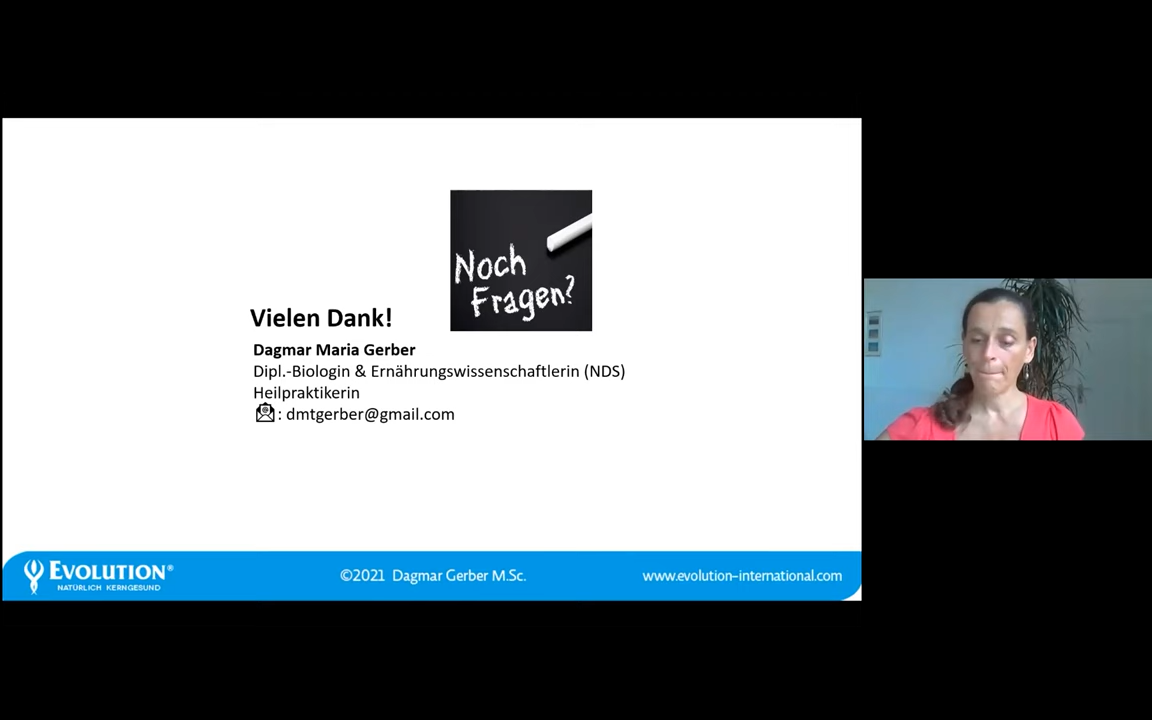 Noch
Fragen?
Vielen Dank!
Dagmar Maria Gerber
Dipl.-Biologin & Ernährungswissenschaftlerin (NDS)
Heilpraktikerin
: dmtgerber@gmail.com
EVOLUTION®
NATÜRLICH KERNGESUND
©2021 Dagmar Gerber M.Sc.
www.evolution-international.com